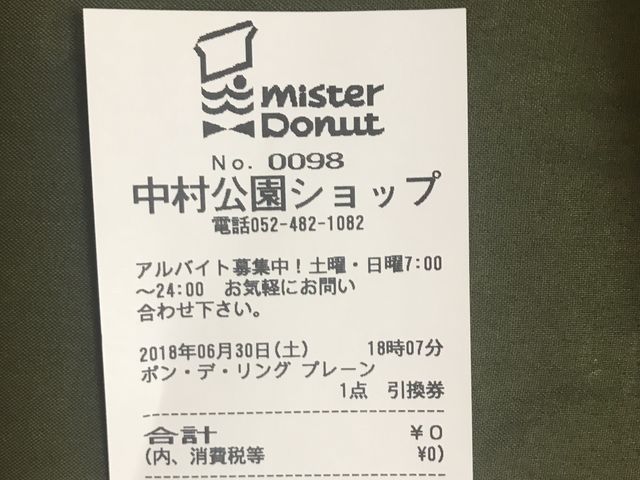 mister
Donut
No. 0098
中村公園ショップ
電話052-482-1082
アルバイト募集中！土曜・日曜7:00
～24:00 お気軽にお問い
合わせ下さい。
2018年06月30日(土) 18時07分
ポン・デ・リング プレーン
1点 引換券
合計 ¥0
(内、消費税等 ¥0)